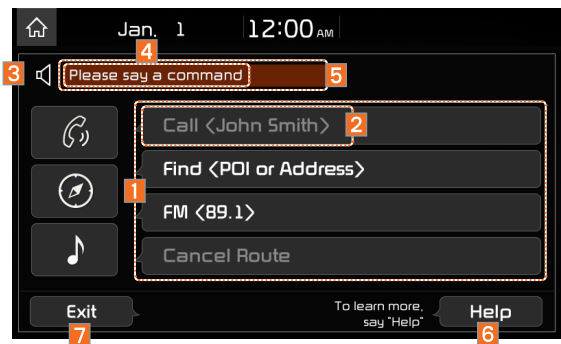 Jan. 1 12:00 AM
4
3 Please say a command 5
Call <John Smith> 2
Find <POI or Address>
1
FM <89.1>
Cancel Route
Exit To learn more, say "Help" Help
7 6